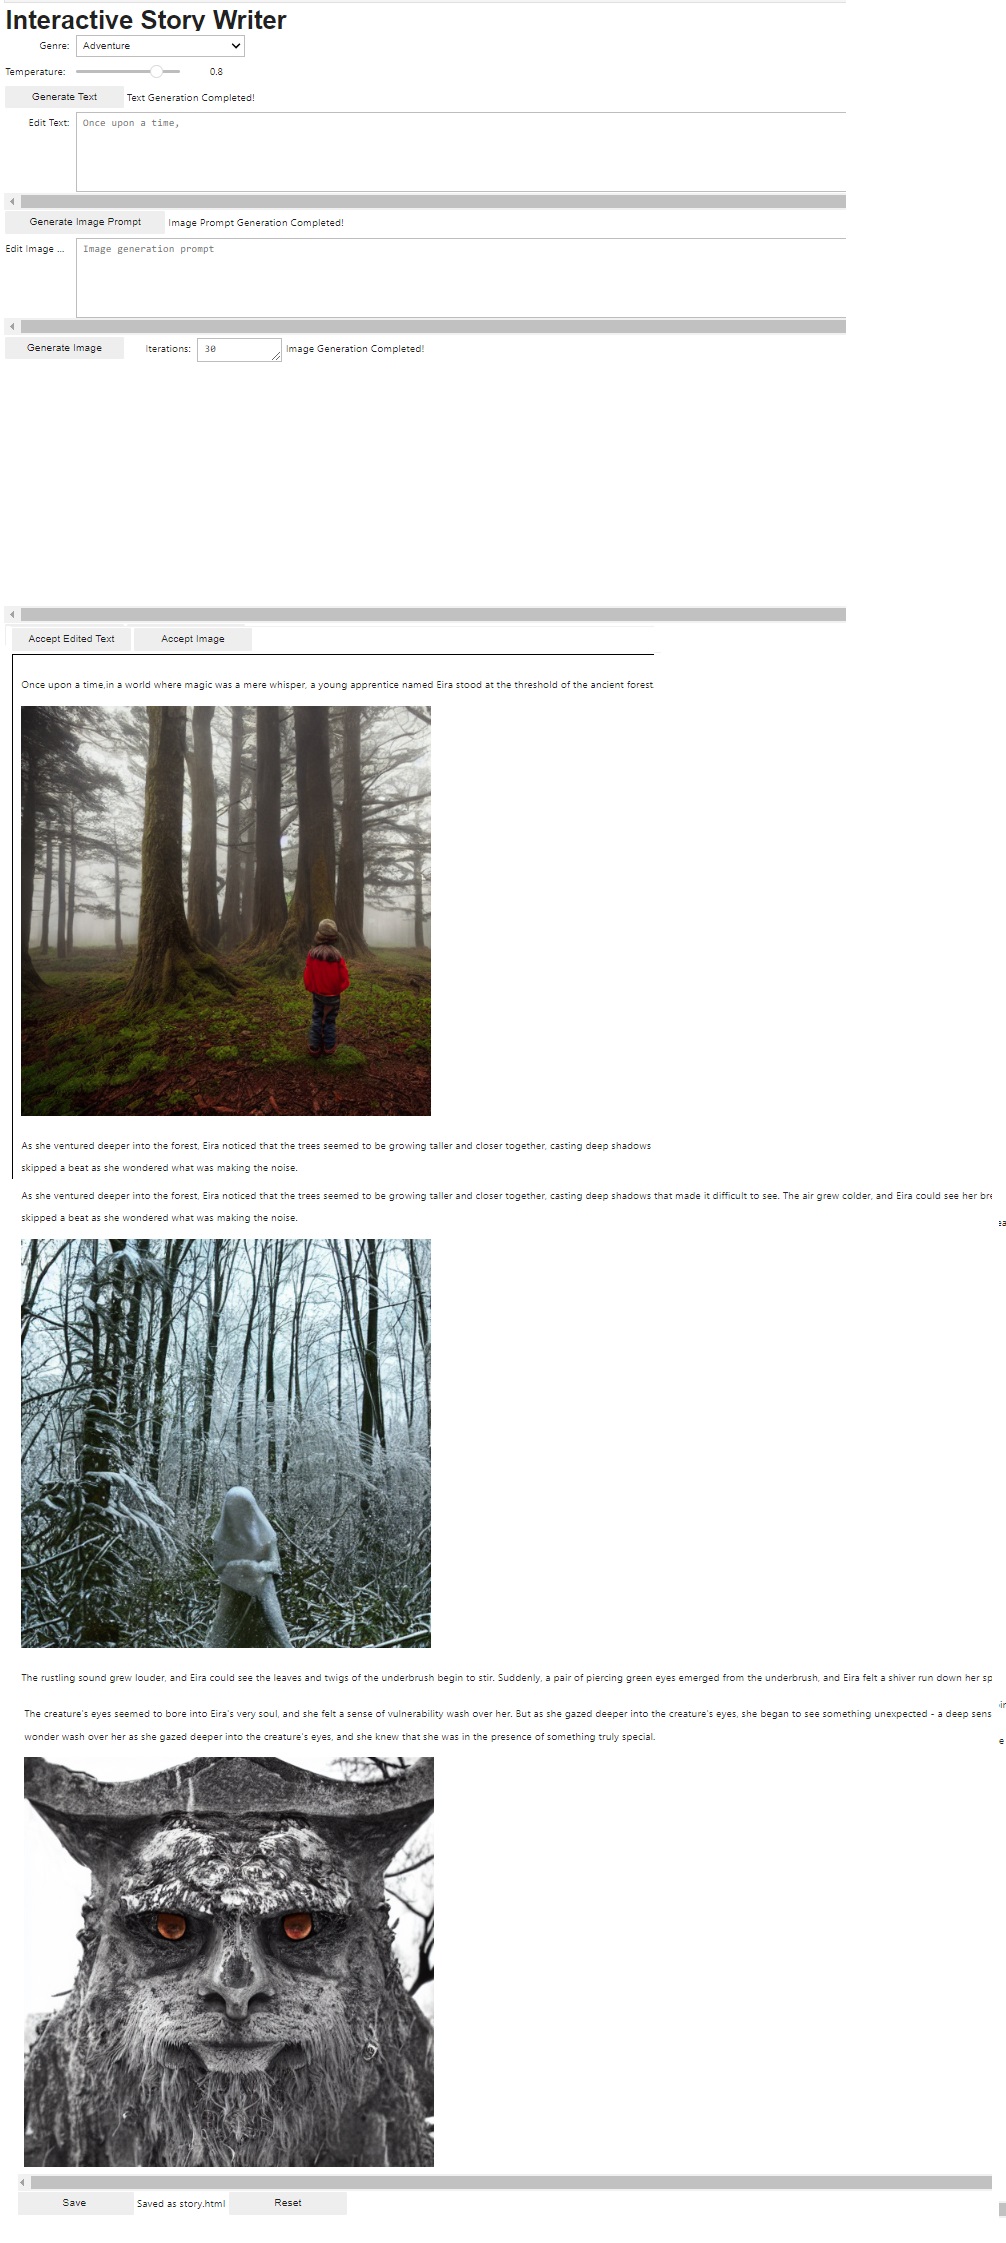 Interactive Story Writer
Genre: Adventure
Temperature: 0.8
Generate Text Text Generation Completed!
Edit Text: Once upon a time,
Generate Image Prompt Image Prompt Generation Completed!
Edit Image ... Image generation prompt
Generate Image Iterations: 30 Image Generation Completed!
Accept Edited Text Accept Image
Once upon a time,in a world where magic was a mere whisper, a young apprentice named Eira stood at the threshold of the ancient forest
As she ventured deeper into the forest, Eira noticed that the trees seemed to be growing taller and closer together, casting deep shadows
skipped a beat as she wondered what was making the noise.
As she ventured deeper into the forest, Eira noticed that the trees seemed to be growing taller and closer together, casting deep shadows that made it difficult to see. The air grew colder, and Eira could see her bre
skipped a beat as she wondered what was making the noise.
The rustling sound grew louder, and Eira could see the leaves and twigs of the underbrush begin to stir. Suddenly, a pair of piercing green eyes emerged from the underbrush, and Eira felt a shiver run down her sp
The creature's eyes seemed to bore into Eira's very soul, and she felt a sense of vulnerability wash over her. But as she gazed deeper into the creature's eyes, she began to see something unexpected - a deep sens
wonder wash over her as she gazed deeper into the creature's eyes, and she knew that she was in the presence of something truly special.
Save Saved as story.html Reset